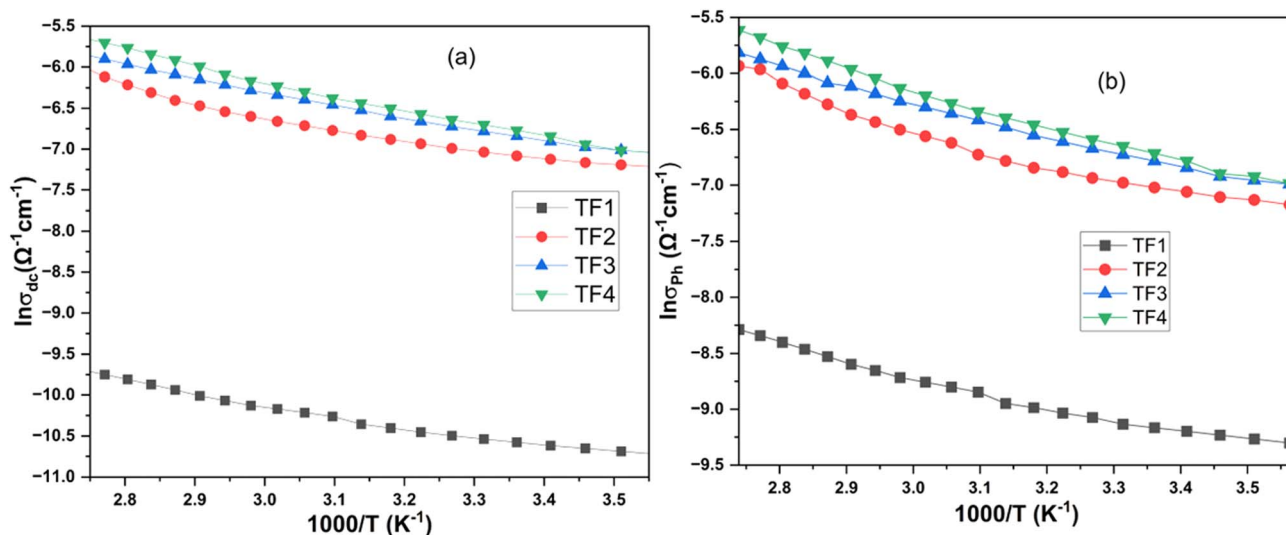 (a)
−5.5
−6.0
−6.5
−7.0
−7.5
−8.0
−8.5
−9.0
−9.5
−10.0
−10.5
−11.0
lnσdc(Ω⁻¹cm⁻¹)
TF1
TF2
TF3
TF4
2.8 2.9 3.0 3.1 3.2 3.3 3.4 3.5
1000/T (K⁻¹)
(b)
−5.5
−6.0
−6.5
−7.0
−7.5
−8.0
−8.5
−9.0
−9.5
lnσPh (Ω⁻¹cm⁻¹)
TF1
TF2
TF3
TF4
2.8 2.9 3.0 3.1 3.2 3.3 3.4 3.5
1000/T (K⁻¹)